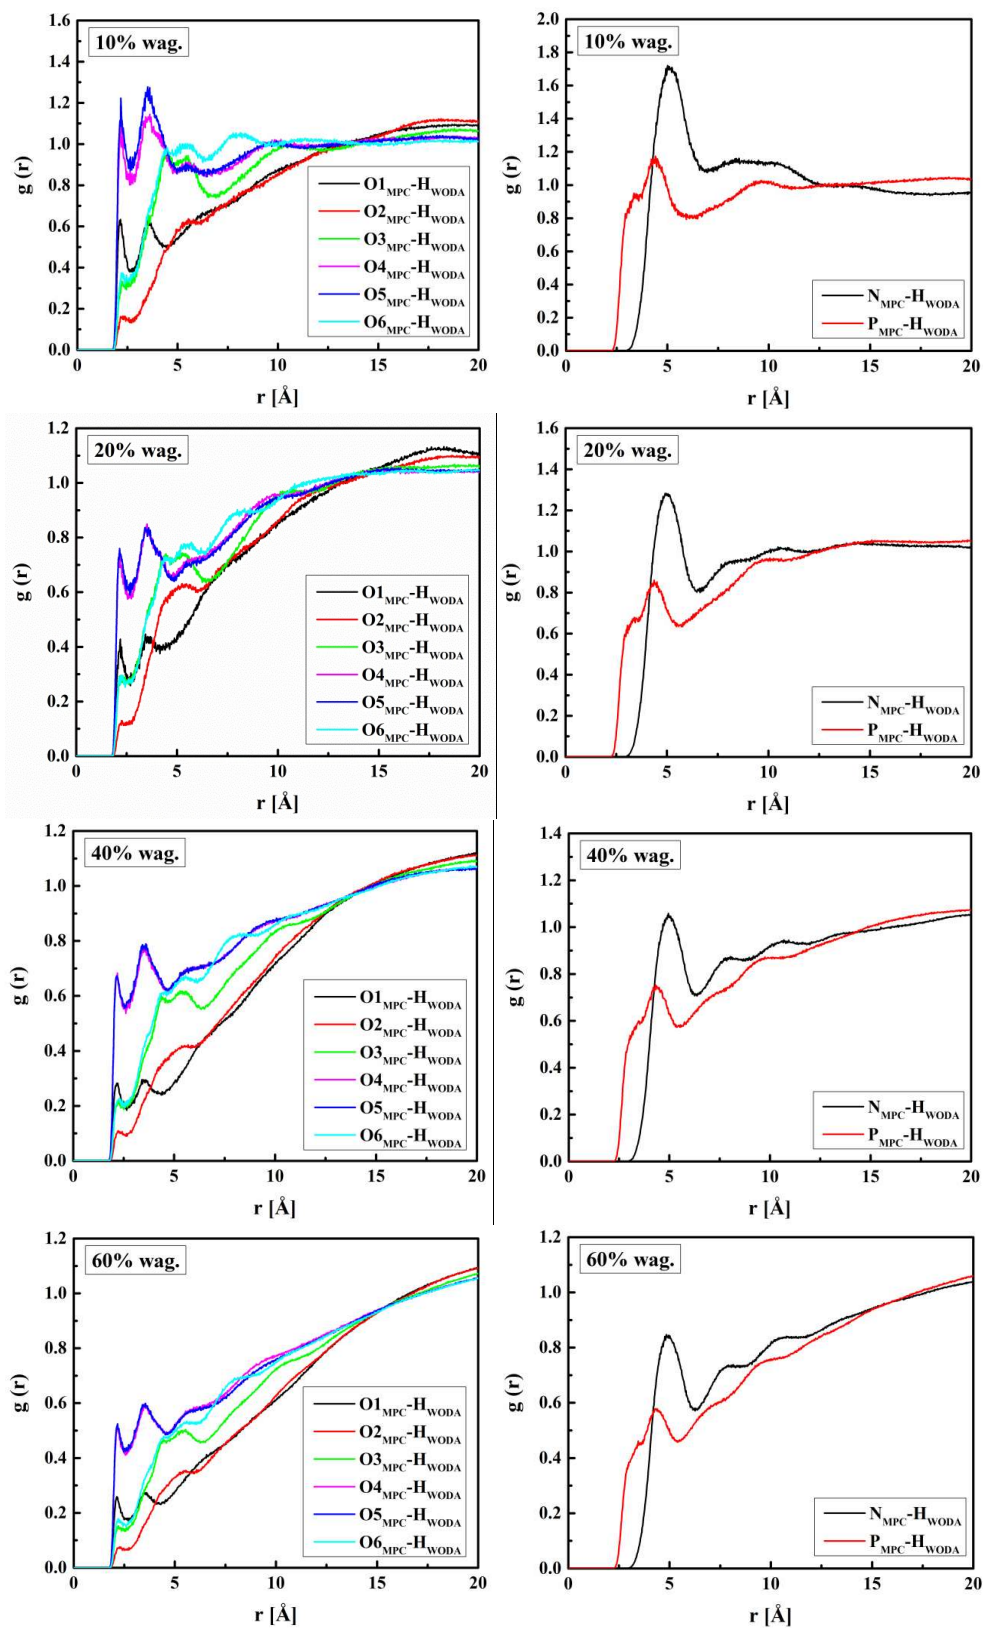 10% wag.
1.6
1.4
1.2
1.0
0.8
0.6
0.4
0.2
0.0
g (r)
O1MPC-HWODA
O2MPC-HWODA
O3MPC-HWODA
O4MPC-HWODA
O5MPC-HWODA
O6MPC-HWODA
0 5 10 15 20
r [Å]
10% wag.
2.0
1.8
1.6
1.4
1.2
1.0
0.8
0.6
0.4
0.2
0.0
g (r)
NMPC-HWODA
PMPC-HWODA
0 5 10 15 20
r [Å]
20% wag.
1.2
1.0
0.8
0.6
0.4
0.2
0.0
g (r)
O1MPC-HWODA
O2MPC-HWODA
O3MPC-HWODA
O4MPC-HWODA
O5MPC-HWODA
O6MPC-HWODA
0 5 10 15 20
r [Å]
20% wag.
1.6
1.4
1.2
1.0
0.8
0.6
0.4
0.2
0.0
g (r)
NMPC-HWODA
PMPC-HWODA
0 5 10 15 20
r [Å]
40% wag.
1.2
1.0
0.8
0.6
0.4
0.2
0.0
g (r)
O1MPC-HWODA
O2MPC-HWODA
O3MPC-HWODA
O4MPC-HWODA
O5MPC-HWODA
O6MPC-HWODA
0 5 10 15 20
r [Å]
40% wag.
1.4
1.2
1.0
0.8
0.6
0.4
0.2
0.0
g (r)
NMPC-HWODA
PMPC-HWODA
0 5 10 15 20
r [Å]
60% wag.
1.2
1.0
0.8
0.6
0.4
0.2
0.0
g (r)
O1MPC-HWODA
O2MPC-HWODA
O3MPC-HWODA
O4MPC-HWODA
O5MPC-HWODA
O6MPC-HWODA
0 5 10 15 20
r [Å]
60% wag.
1.2
1.0
0.8
0.6
0.4
0.2
0.0
g (r)
NMPC-HWODA
PMPC-HWODA
0 5 10 15 20
r [Å]